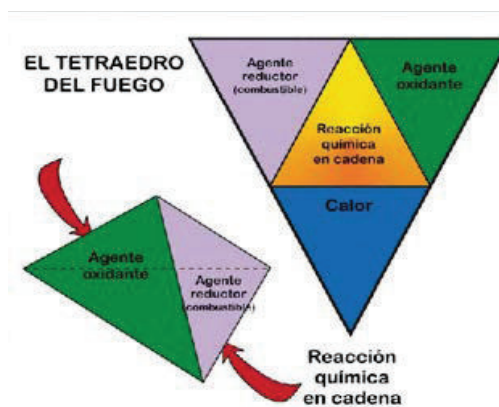 EL TETRAEDRO
DEL FUEGO
Agente
reductor
(combustible)
Agente
oxidante
Reacción
química
en cadena
Calor
Agente
oxidante
Agente
reductor
(combustible)
Reacción
química
en cadena